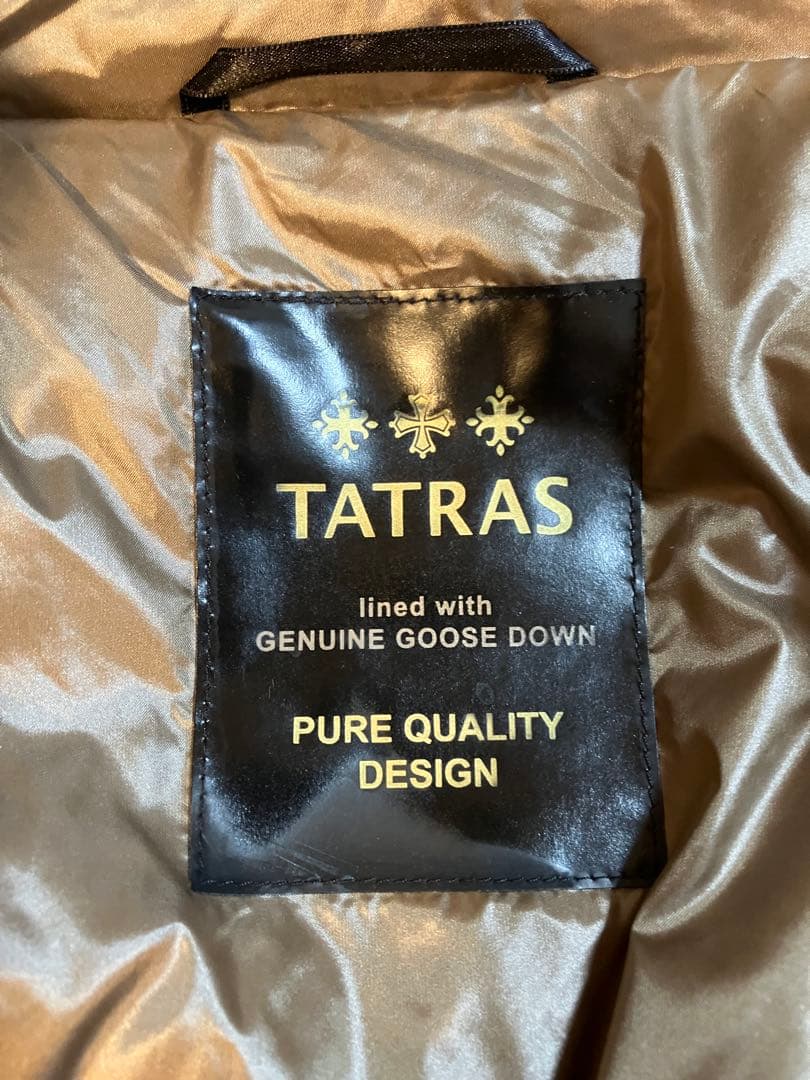 TATRAS
lined with
GENUINE GOOSE DOWN
PURE QUALITY
DESIGN